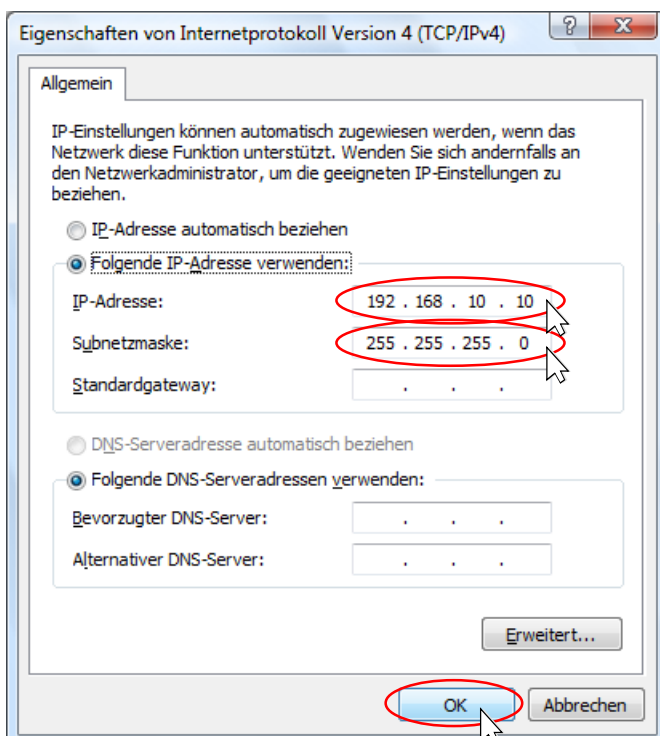 Eigenschaften von Internetprotokoll Version 4 (TCP/IPv4)
Allgemein
IP-Einstellungen können automatisch zugewiesen werden, wenn das
Netzwerk diese Funktion unterstützt. Wenden Sie sich andernfalls an
den Netzwerkadministrator, um die geeigneten IP-Einstellungen zu
beziehen.
IP-Adresse automatisch beziehen
Folgende IP-Adresse verwenden:
IP-Adresse: 192 . 168 . 10 . 10
Subnetzmaske: 255 . 255 . 255 . 0
Standardgateway: . . .
DNS-Serveradresse automatisch beziehen
Folgende DNS-Serveradressen verwenden:
Bevorzugter DNS-Server: . . .
Alternativer DNS-Server: . . .
Erweitert...
OK Abbrechen